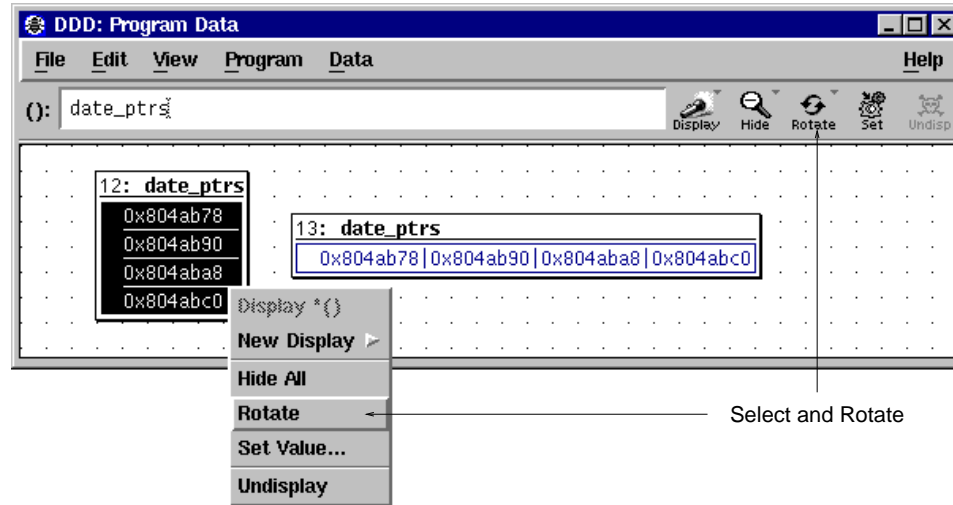 DDD: Program Data
File Edit View Program Data Help
(): date_ptrs
Display Hide Rotate Set Undisp
12: date_ptrs
0x804ab78
0x804ab90
0x804aba8
0x804abc0
13: date_ptrs
0x804ab78|0x804ab90|0x804aba8|0x804abc0
Display *()
New Display
Hide All
Rotate
Set Value...
Undisplay
Select and Rotate